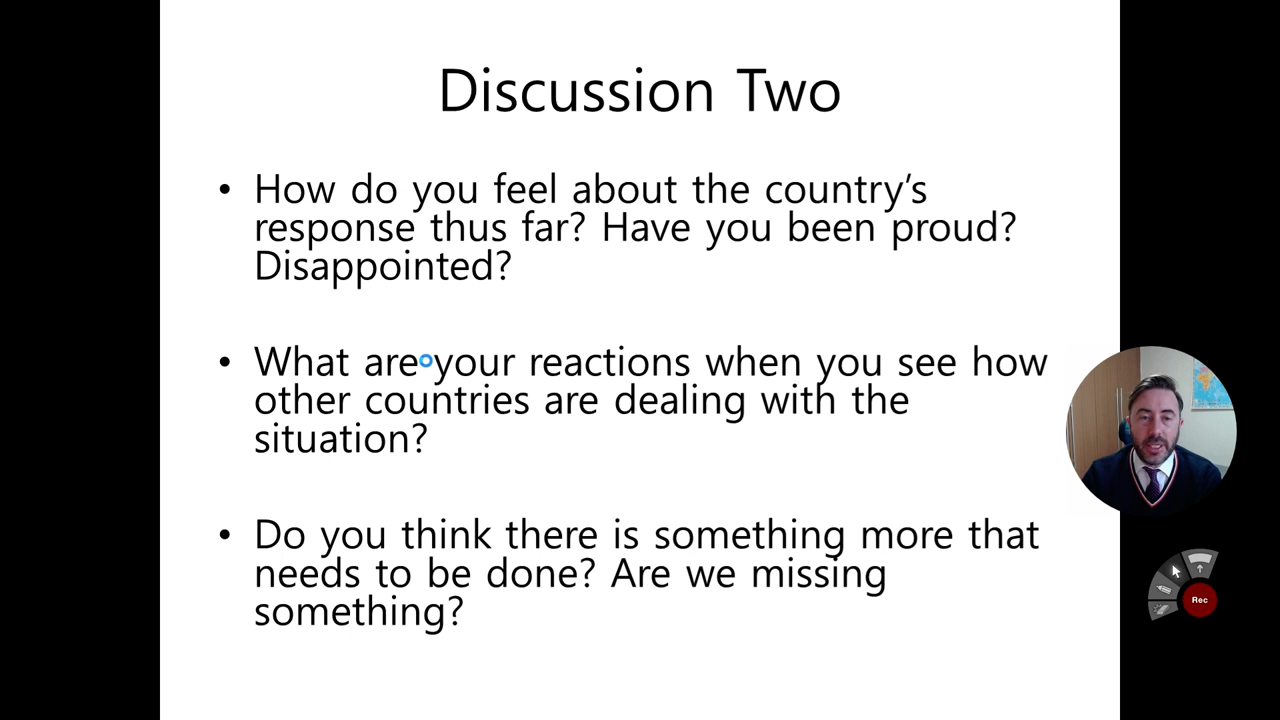 Discussion Two
• How do you feel about the country’s
response thus far? Have you been proud?
Disappointed?
• What are your reactions when you see how
other countries are dealing with the
situation?
• Do you think there is something more that
needs to be done? Are we missing
something?
Rec